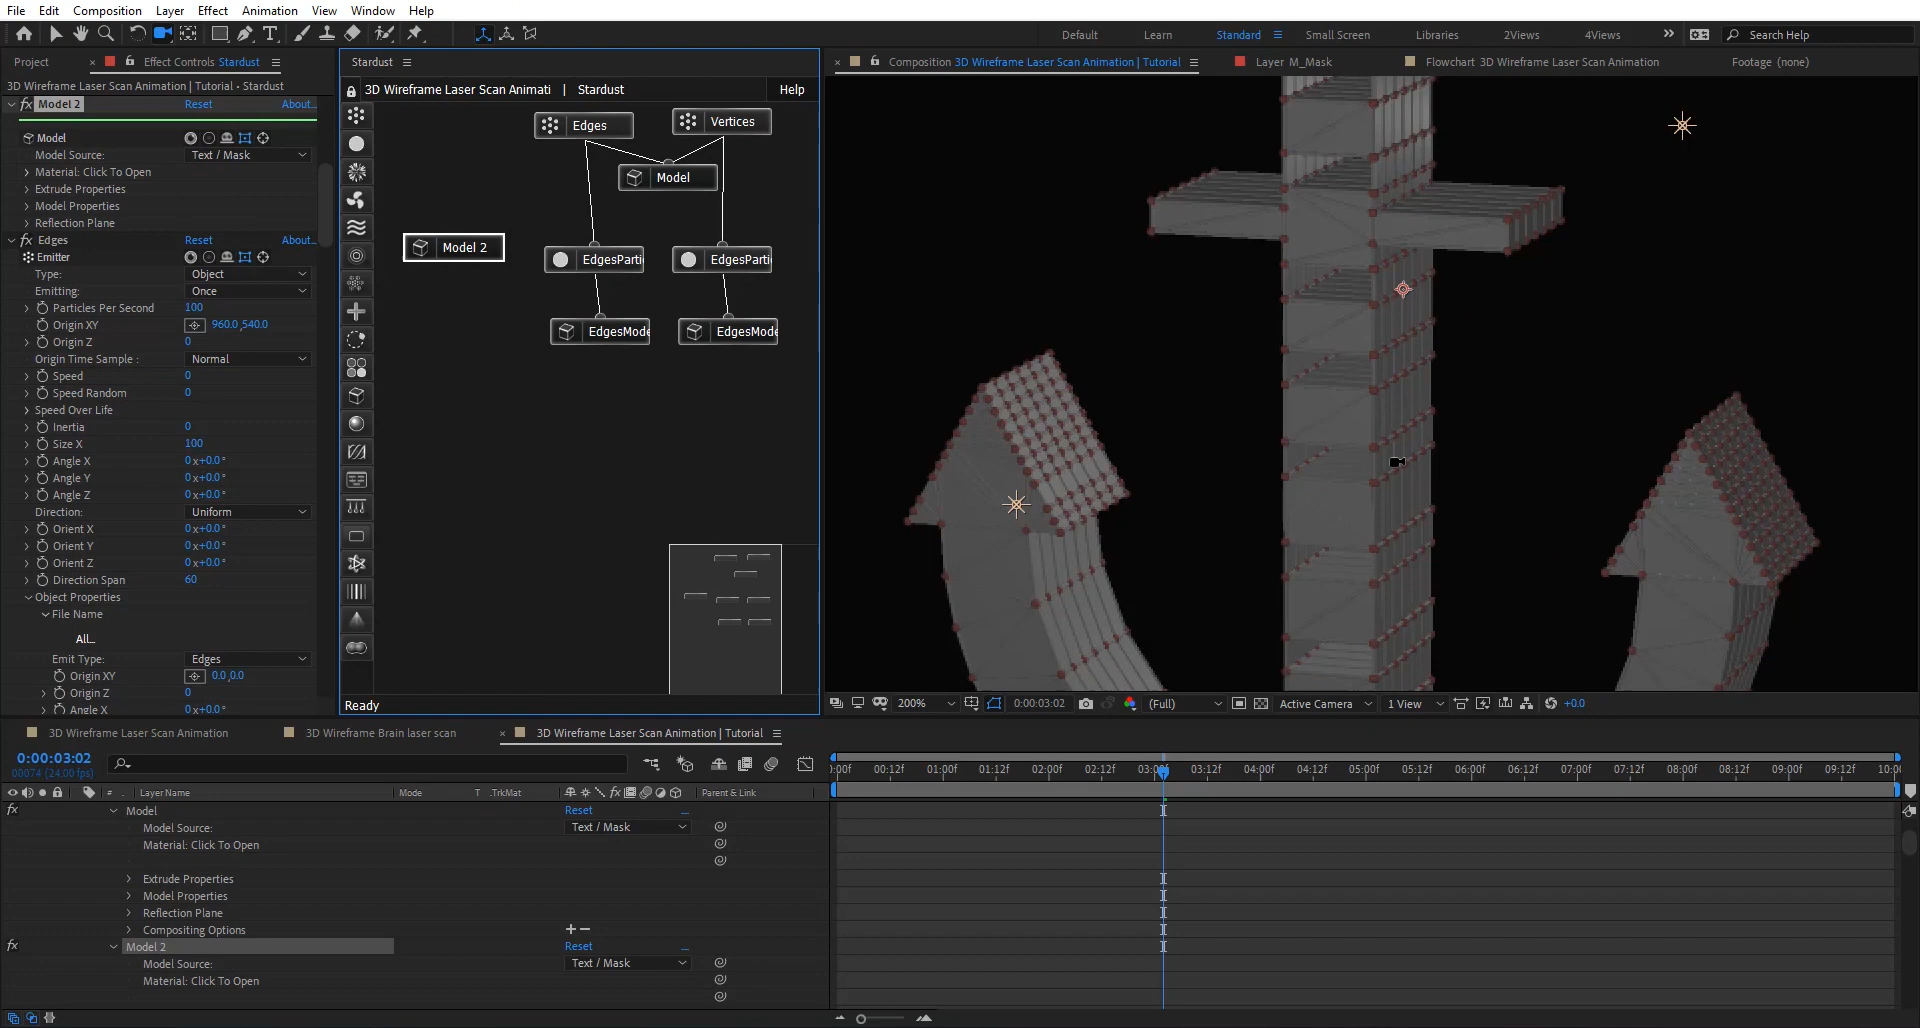 File Edit Composition Layer Effect Animation View Window Help
Default Learn Standard Small Screen Libraries 2Views 4Views Search Help
Project × Effect Controls Stardust
3D Wireframe Laser Scan Animation | Tutorial • Stardust
fx Model 2 Reset About...
Model
Model Source: Text / Mask
Material: Click To Open
Extrude Properties
Model Properties
Reflection Plane
fx Edges Reset About...
Emitter
Type: Object
Emitting: Once
Particles Per Second 100
Origin XY 960.0,540.0
Origin Z 0
Origin Time Sample : Normal
Speed 0
Speed Random 0
Speed Over Life
Inertia 0
Size X 100
Angle X 0x+0.0°
Angle Y 0x+0.0°
Angle Z 0x+0.0°
Direction: Uniform
Orient X 0x+0.0°
Orient Y 0x+0.0°
Orient Z 0x+0.0°
Direction Span 60
Object Properties
File Name
All...
Emit Type: Edges
Origin XY 0.0,0.0
Origin Z 0
Angle X 0x+0.0°
Stardust
3D Wireframe Laser Scan Animati | Stardust Help
Edges
Vertices
Model
Model 2
EdgesParti
EdgesParti
EdgesMode
EdgesMode
Ready
× Composition 3D Wireframe Laser Scan Animation | Tutorial
Layer M_Mask
Flowchart 3D Wireframe Laser Scan Animation
Footage (none)
200% 0:00:03:02 (Full) Active Camera 1 View +0.0
3D Wireframe Laser Scan Animation
3D Wireframe Brain laser scan
× 3D Wireframe Laser Scan Animation | Tutorial
0:00:03:02
00074 (24.00 fps)
# Layer Name Mode T .TrkMat fx Parent & Link
:00f 00:12f 01:00f 01:12f 02:00f 02:12f 03:00f 03:12f 04:00f 04:12f 05:00f 05:12f 06:00f 06:12f 07:00f 07:12f 08:00f 08:12f 09:00f 09:12f 10:0
fx Model Reset
Model Source: Text / Mask
Material: Click To Open
Extrude Properties
Model Properties
Reflection Plane
Compositing Options + –
fx Model 2 Reset
Model Source: Text / Mask
Material: Click To Open